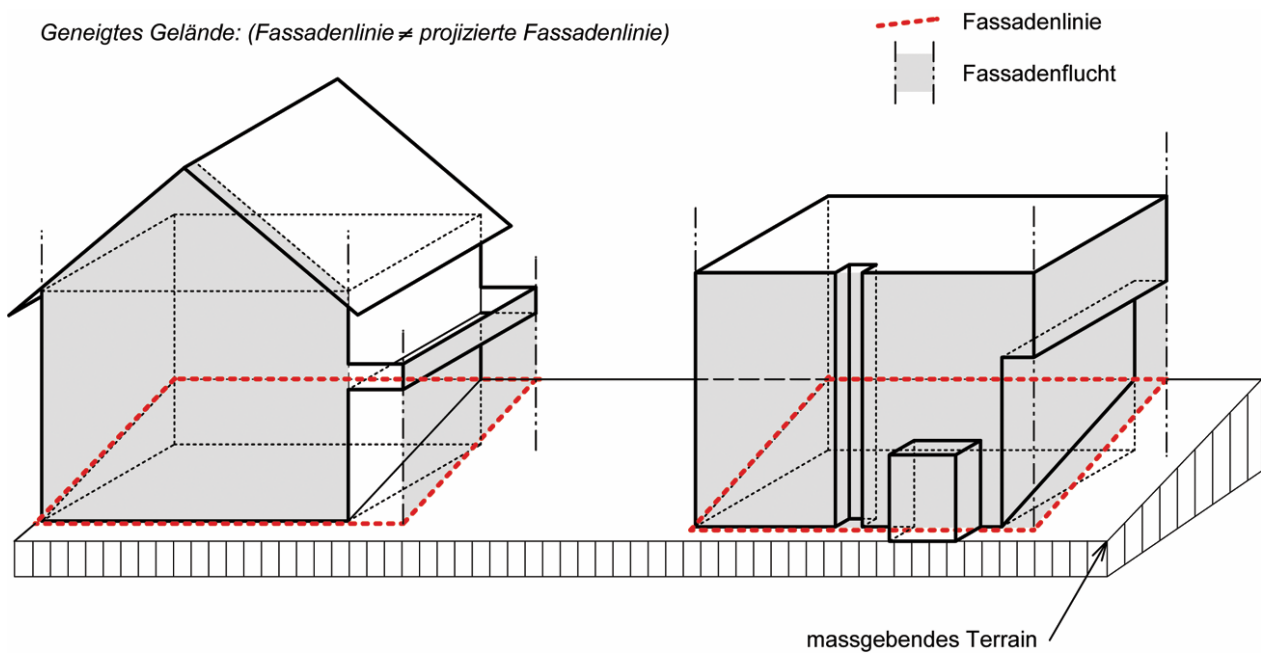 Geneigtes Gelände: (Fassadenlinie ≠ projizierte Fassadenlinie)
Fassadenlinie
Fassadenflucht
massgebendes Terrain